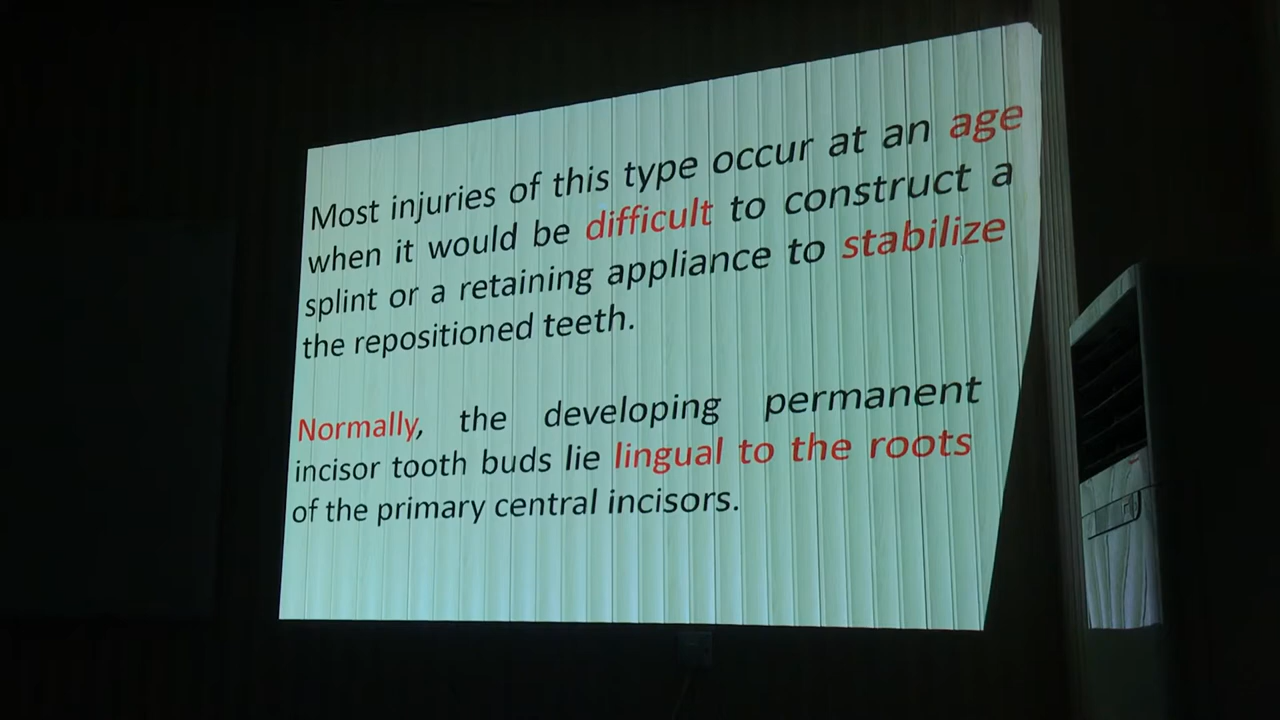 Most injuries of this type occur at an age
when it would be difficult to construct a
splint or a retaining appliance to stabilize
the repositioned teeth.
Normally, the developing permanent
incisor tooth buds lie lingual to the roots
of the primary central incisors.